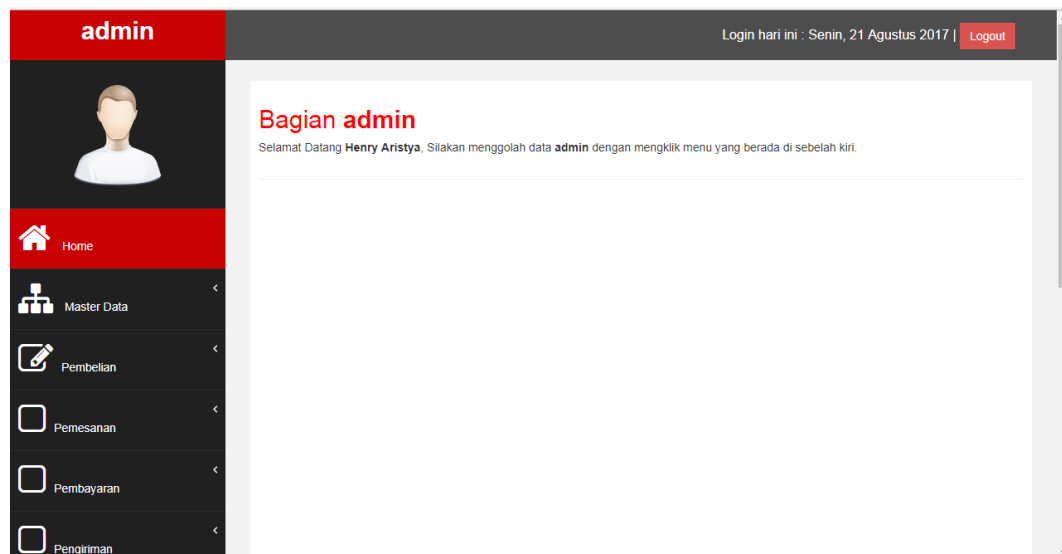 admin
Login hari ini : Senin, 21 Agustus 2017 | Logout
Bagian admin
Selamat Datang Henry Aristya, Silakan menggolah data admin dengan mengklik menu yang berada di sebelah kiri.
Home
Master Data
Pembelian
Pemesanan
Pembayaran
Pengiriman